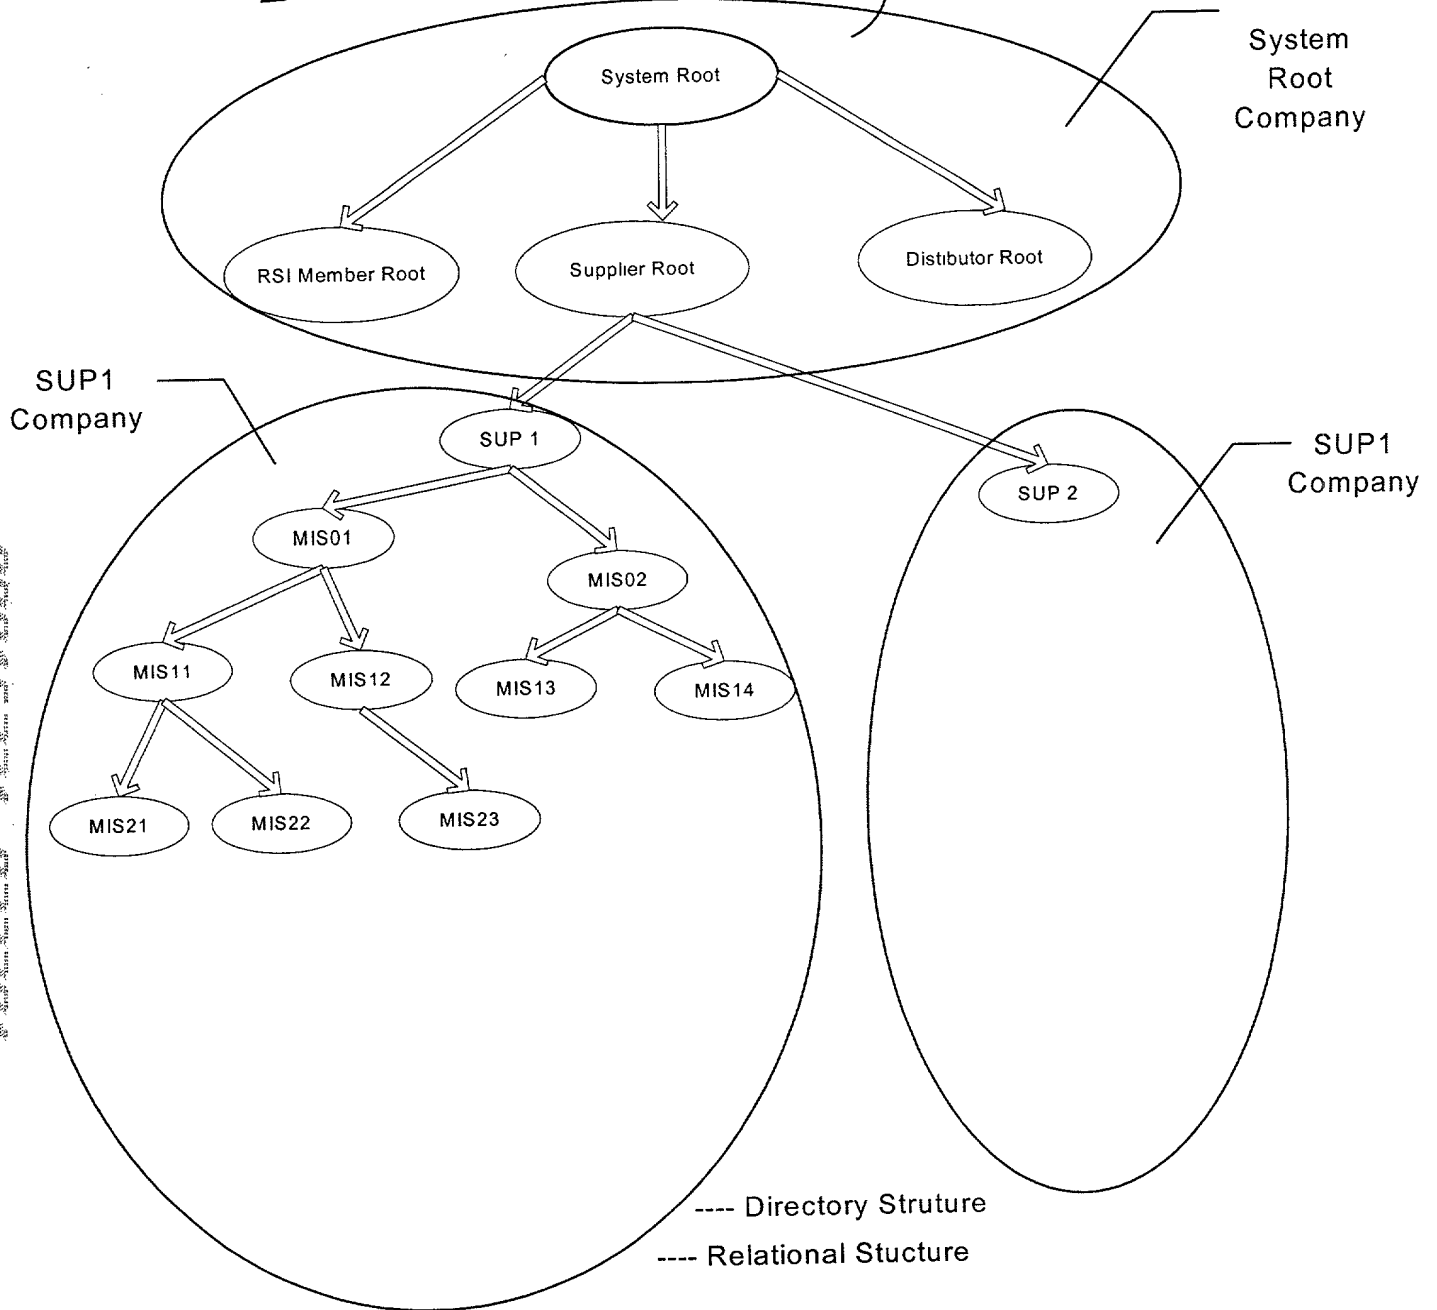 System
Root
Company
System Root
RSI Member Root
Supplier Root
Distibutor Root
SUP1
Company
SUP 1
SUP1
Company
SUP 2
MIS01
MIS02
MIS11
MIS12
MIS13
MIS14
MIS21
MIS22
MIS23
---- Directory Struture
---- Relational Stucture